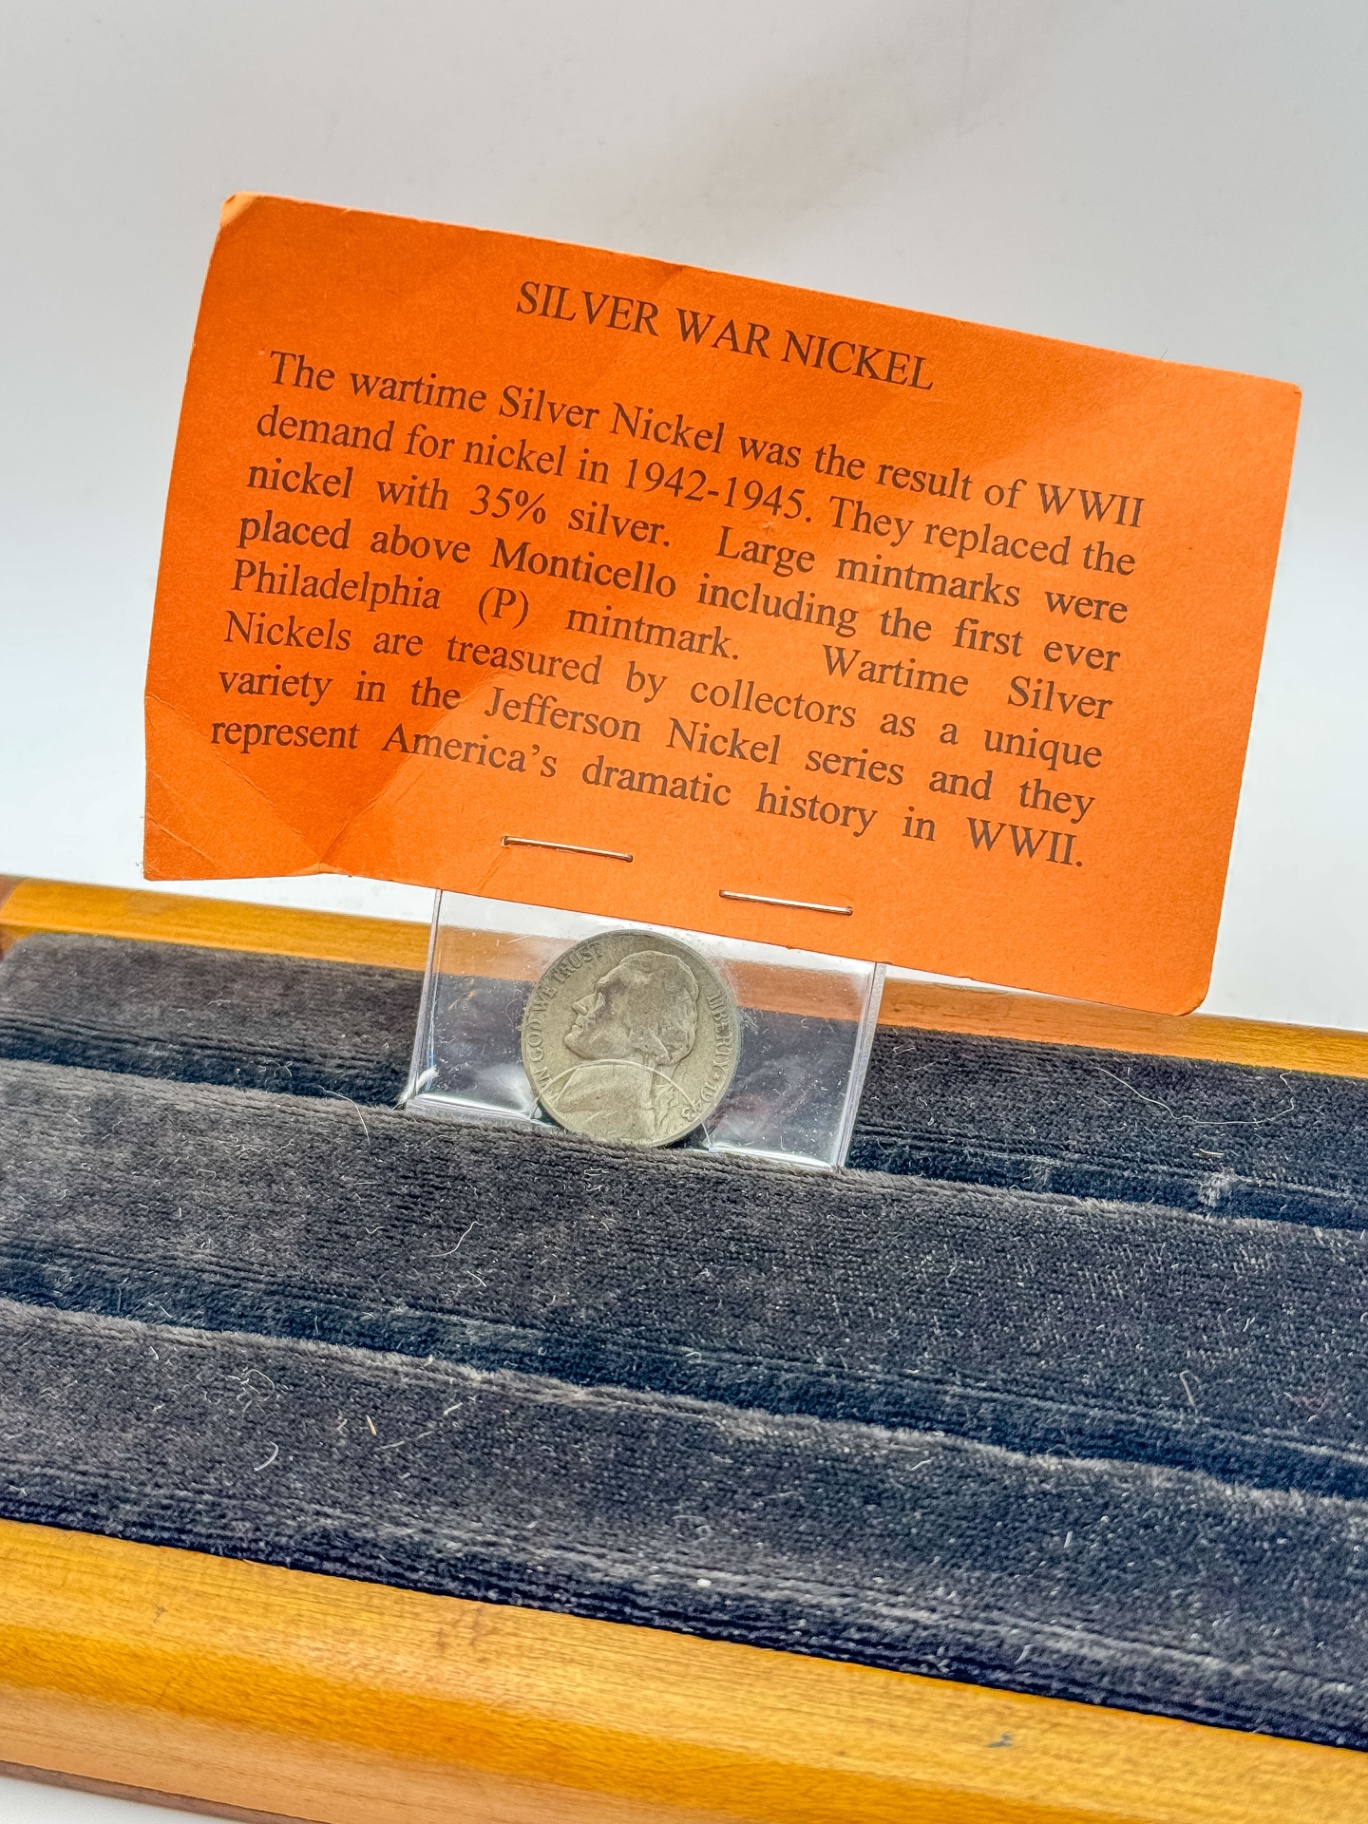 SILVER WAR NICKEL
The wartime Silver Nickel was the result of WWII
demand for nickel in 1942-1945. They replaced the
nickel with 35% silver. Large mintmarks were
placed above Monticello including the first ever
Philadelphia (P) mintmark. Wartime Silver
Nickels are treasured by collectors as a unique
variety in the Jefferson Nickel series and they
represent America's dramatic history in WWII.
IN GOD WE TRUST
LIBERTY 1943